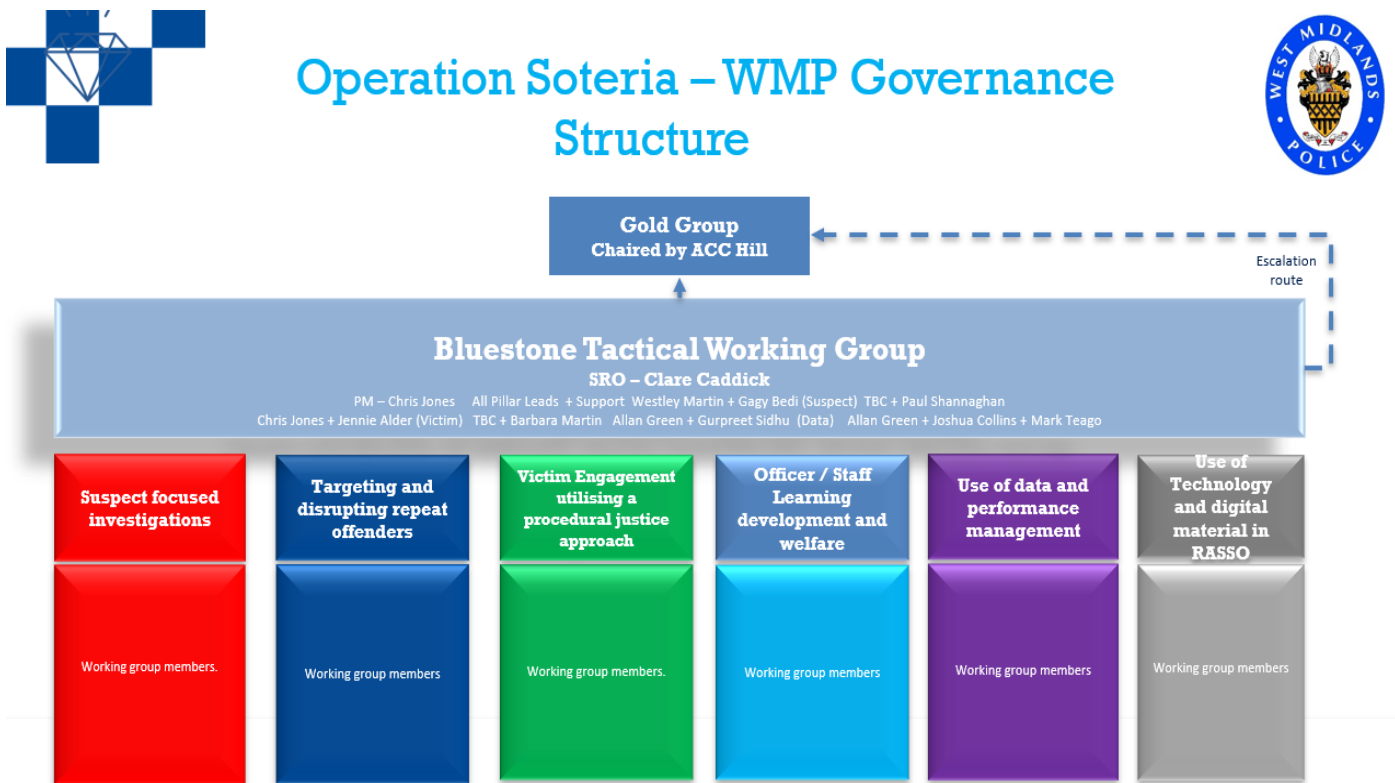 Operation Soteria – WMP Governance
Structure
WEST MIDLANDS
POLICE
Gold Group
Chaired by ACC Hill
Escalation
route
Bluestone Tactical Working Group
SRO – Clare Caddick
PM – Chris Jones All Pillar Leads + Support Westley Martin + Gagy Bedi (Suspect) TBC + Paul Shannaghan
Chris Jones + Jennie Alder (Victim) TBC + Barbara Martin Allan Green + Gurpreet Sidhu (Data) Allan Green + Joshua Collins + Mark Teago
Suspect focused
investigations
Targeting and
disrupting repeat
offenders
Victim Engagement
utilising a
procedural justice
approach
Officer / Staff
Learning
development and
welfare
Use of data and
performance
management
Use of
Technology
and digital
material in
RASSO
Working group members.
Working group members
Working group members.
Working group members
Working group members
Working group members